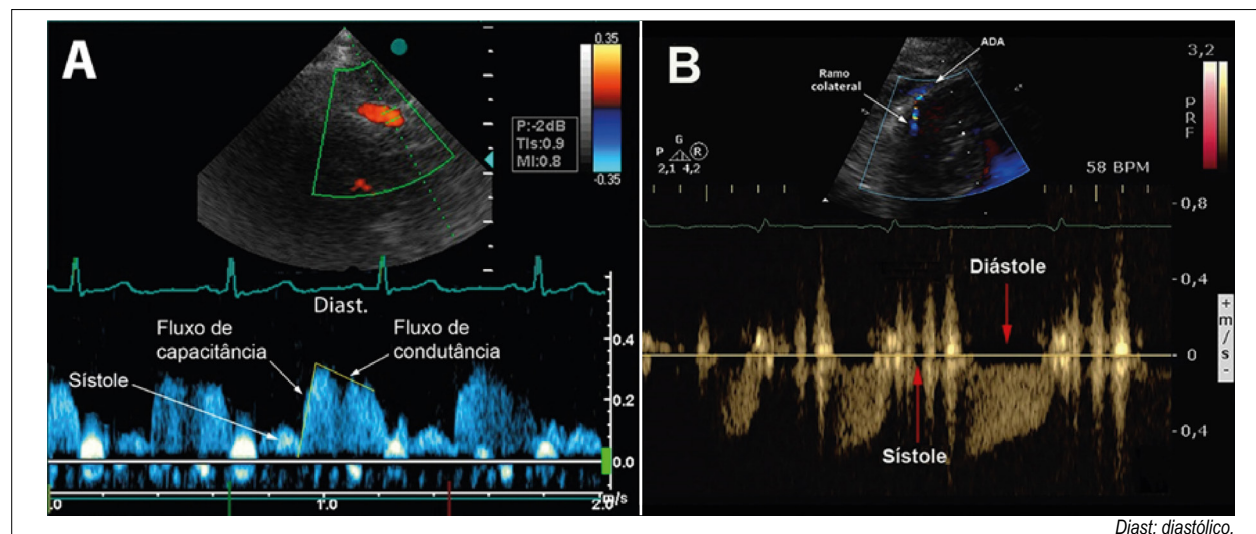 A
0.35
-0.35
P:-2dB
TIs:0.9
MI:0.8
Diast.
Fluxo de
capacitância
Fluxo de
condutância
Sístole
0.4
0.2
0.0
m/s
1.0
2.0
B
ADA
Ramo
colateral
G
P R
2,1 4,2
3,2
P
R
F
58 BPM
0,8
0,4
0
-0,4
+
m
/
s
-
Diástole
Sístole
Diast: diastólico.